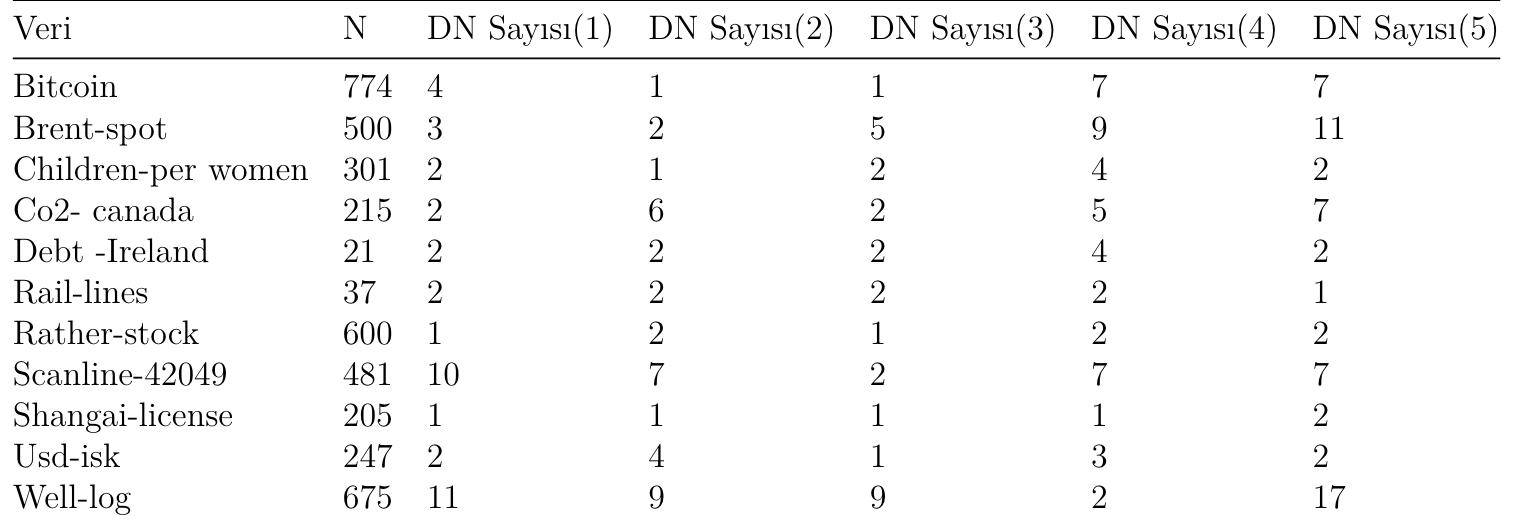 Veri N DN Sayısı(1) DN Sayısı(2) DN Sayısı(3) DN Sayısı(4) DN Sayısı(5)
Bitcoin 774 4 1 1 7 7
Brent-spot 500 3 2 5 9 11
Children-per women 301 2 1 2 4 2
Co2- canada 215 2 6 2 5 7
Debt -Ireland 21 2 2 2 4 2
Rail-lines 37 2 2 2 2 1
Rather-stock 600 1 2 1 2 2
Scanline-42049 481 10 7 2 7 7
Shangai-license 205 1 1 1 1 2
Usd-isk 247 2 4 1 3 2
Well-log 675 11 9 9 2 17